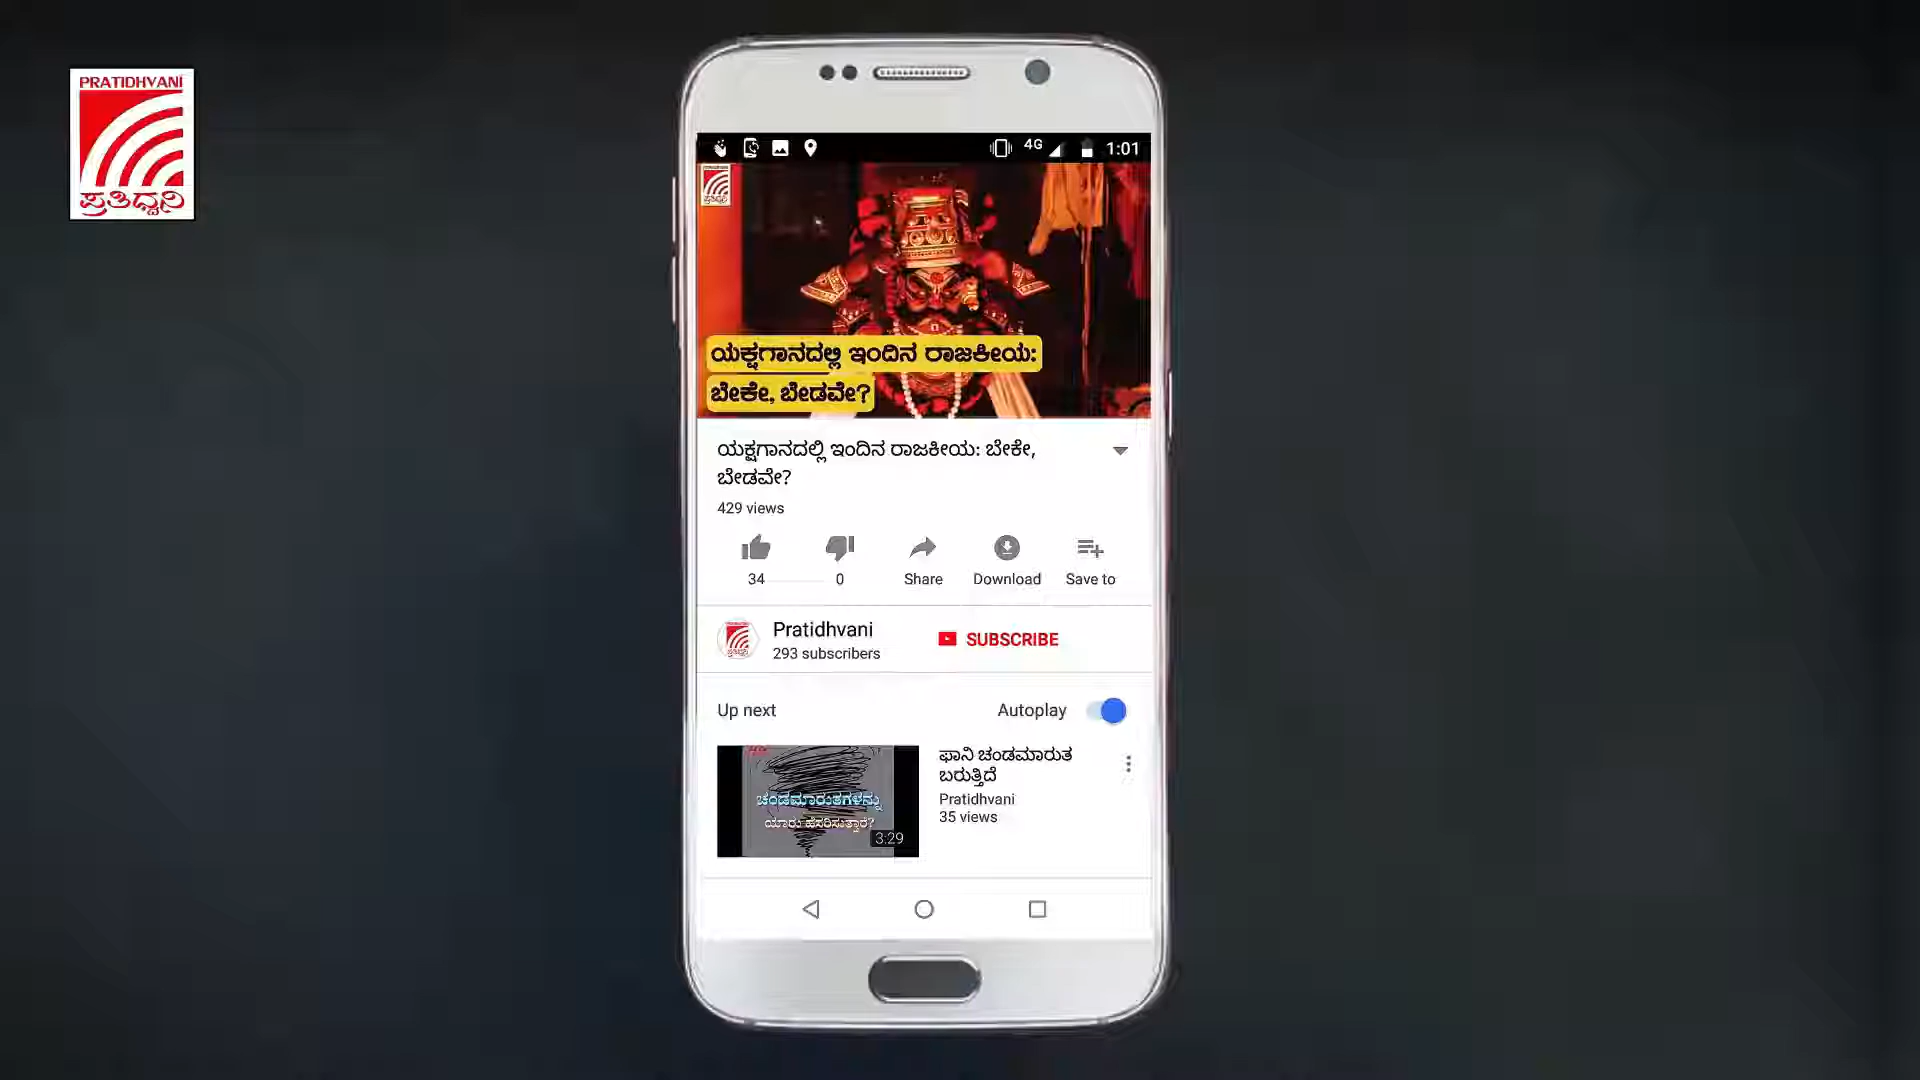 PRATIDHVANI
ಪ್ರತಿಧ್ವನಿ
4G 1:01
ಯಕ್ಷಗಾನದಲ್ಲಿ ಇಂದಿನ ರಾಜಕೀಯ:
ಬೇಕೇ, ಬೇಡವೇ?
ಯಕ್ಷಗಾನದಲ್ಲಿ ಇಂದಿನ ರಾಜಕೀಯ: ಬೇಕೇ,
ಬೇಡವೇ?
429 views
34 0 Share Download Save to
Pratidhvani
293 subscribers
SUBSCRIBE
Up next Autoplay
ಚಂಡಮಾರುತಗಳನ್ನು
ಯಾರು ಹೆಸರಿಸುತ್ತಾರೆ?
3:29
ಫಾನಿ ಚಂಡಮಾರುತ
ಬರುತ್ತಿದೆ
Pratidhvani
35 views